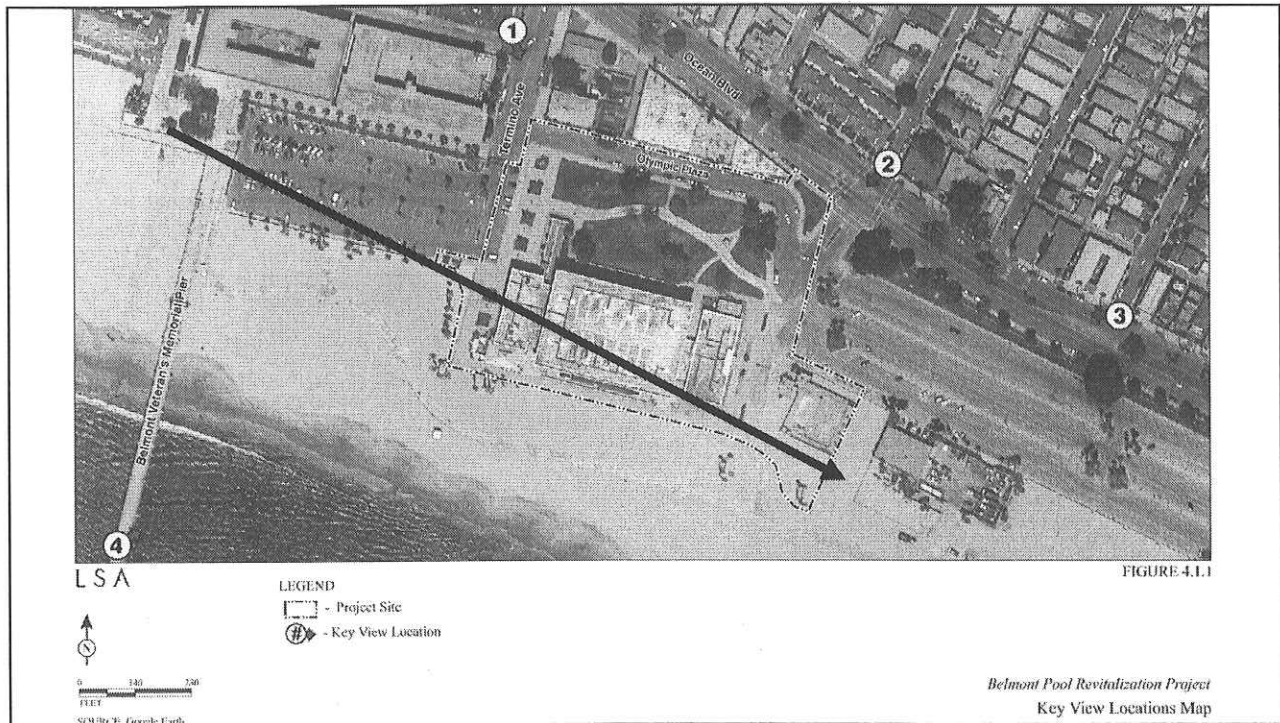 1
Ocean Blvd
Termino Ave
Olympic Plaza
2
3
Belmont Veteran's Memorial Pier
4
LSA
FIGURE 4.1.1
LEGEND
- Project Site
# - Key View Location
N
0
FEET
SOURCE: Google Earth
Belmont Pool Revitalization Project
Key View Locations Map